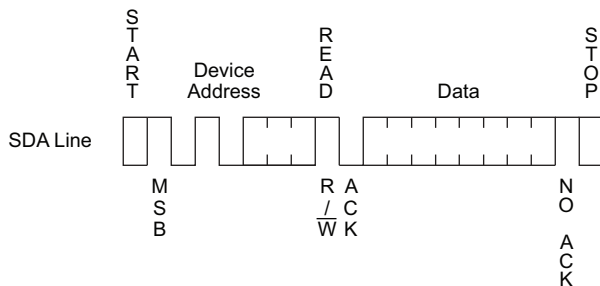 START
Device
Address
READ
Data
STOP
SDA Line
MSB
R/W
ACK
NO ACK